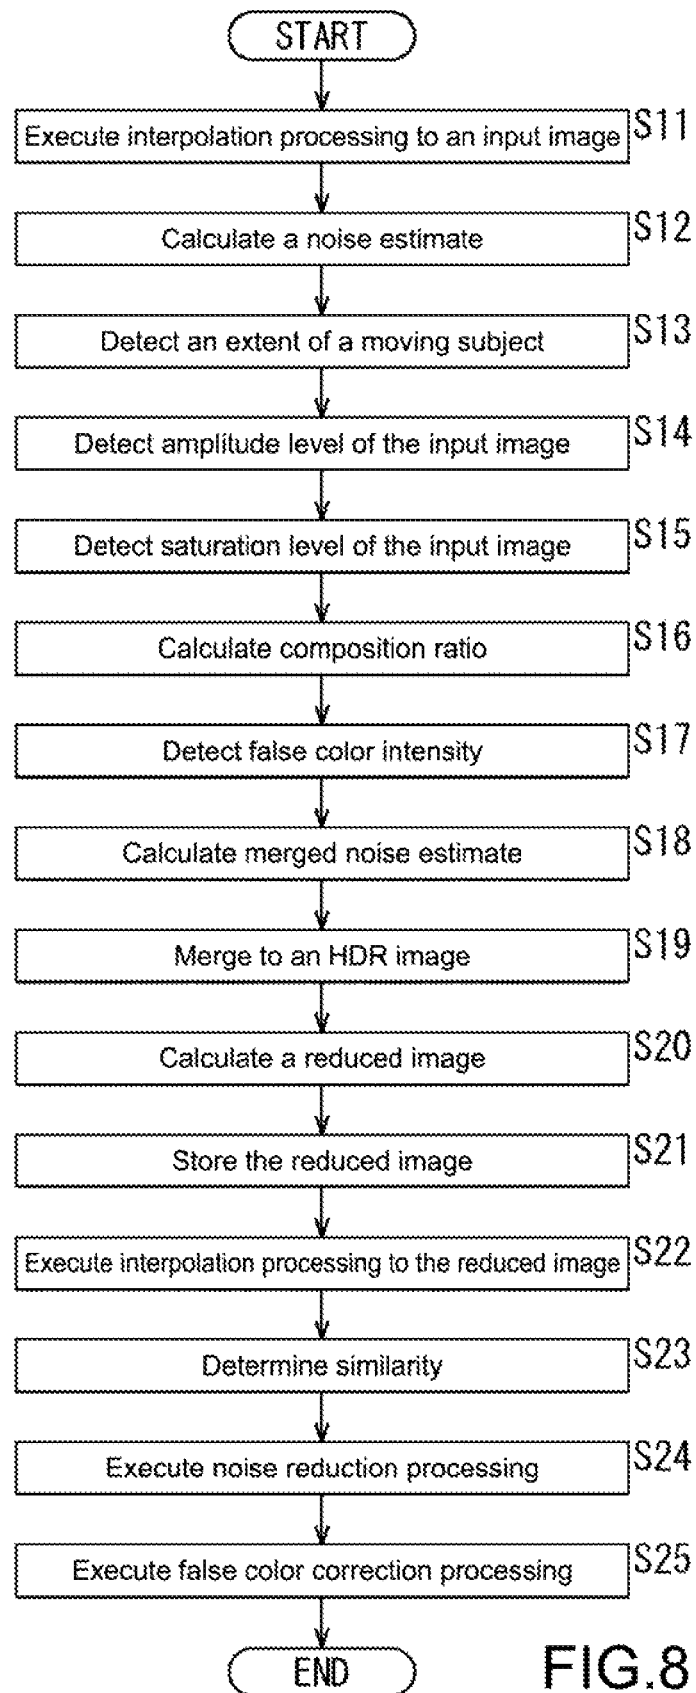 START
Execute interpolation processing to an input image S11
Calculate a noise estimate S12
Detect an extent of a moving subject S13
Detect amplitude level of the input image S14
Detect saturation level of the input image S15
Calculate composition ratio S16
Detect false color intensity S17
Calculate merged noise estimate S18
Merge to an HDR image S19
Calculate a reduced image S20
Store the reduced image S21
Execute interpolation processing to the reduced image S22
Determine similarity S23
Execute noise reduction processing S24
Execute false color correction processing S25
END
FIG.8